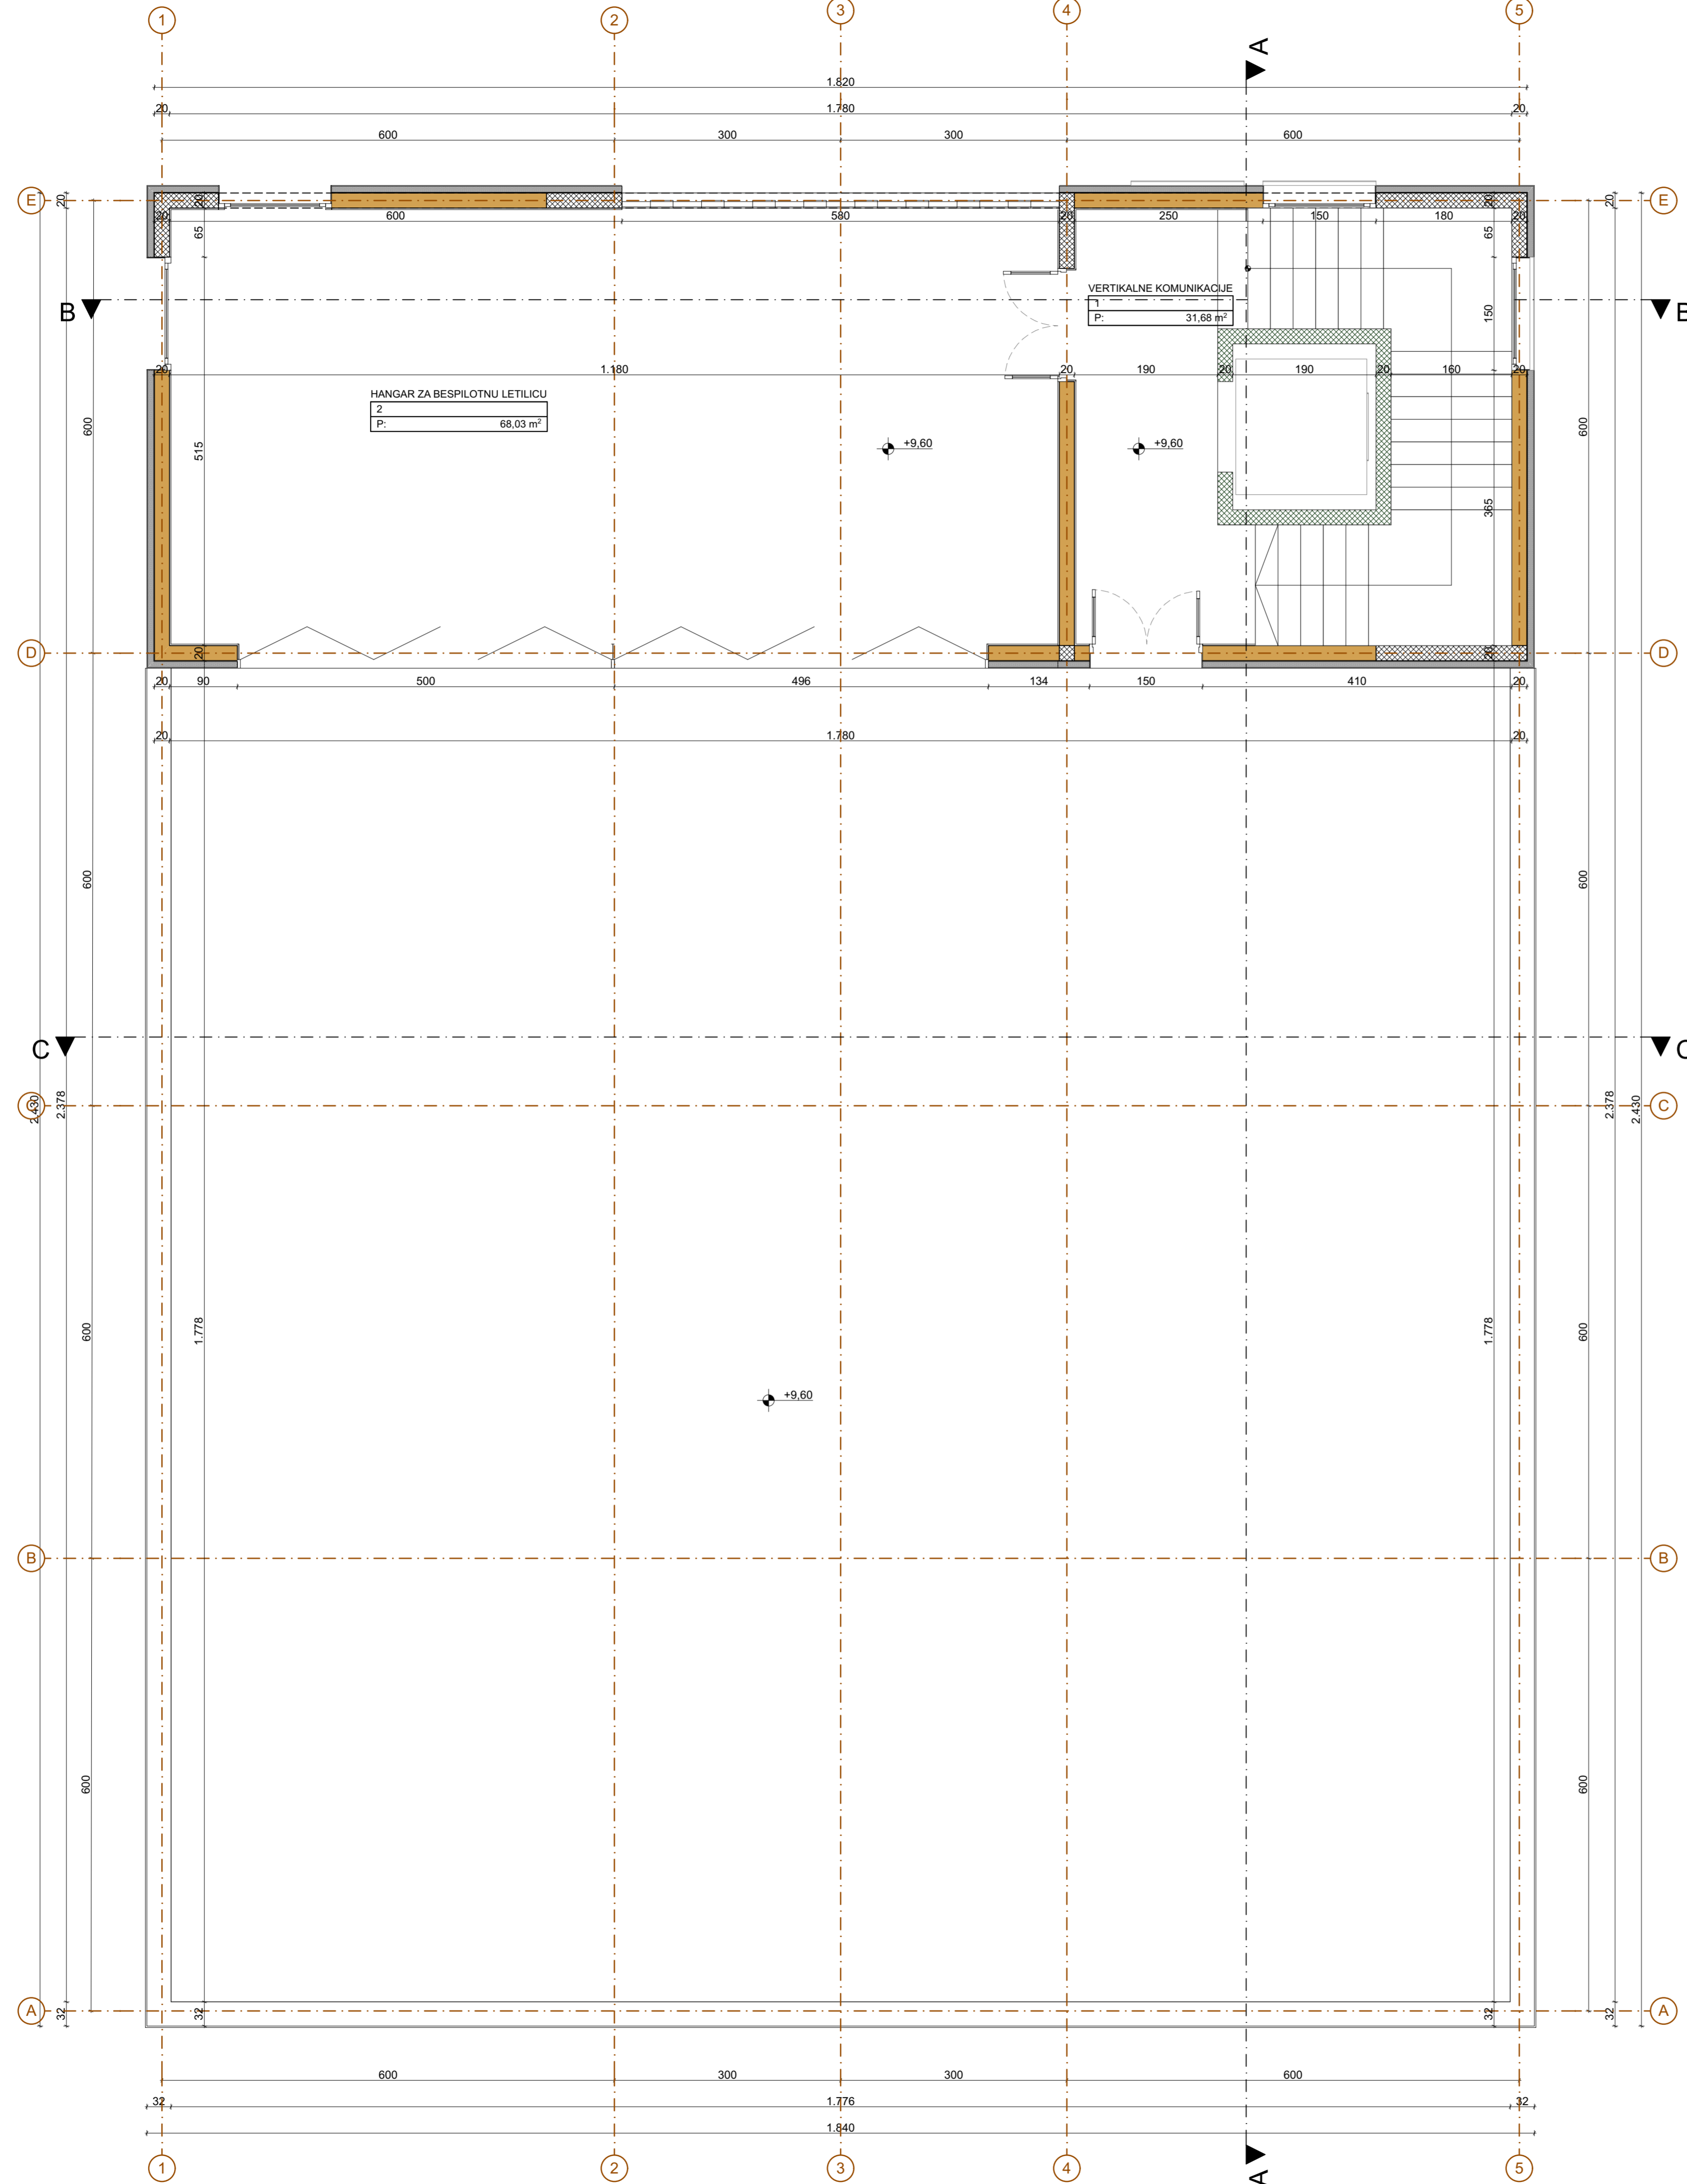 1 2 3 4 5
A
1.820
20 1.780 20
600 300 300 600
E 20 20 600 580 20 250 150 180 20 20 E
20 20
65 65
VERTIKALNE KOMUNIKACIJE
1
P: 31,68 m²
B B
150
20 1.180 20 190 20 190 20 160 20
HANGAR ZA BESPILOTNU LETILICU
2
P: 68,03 m²
600 515 600
+9,60 +9,60
365
D 20 20 D
20 90 500 496 134 150 410 20
20 1.780 20
600 600
C C
2.430 2.378 C 2.378 2.430 C
600 1.778 1.778 600
+9,60
B B
600 600
A 32 32 32 32 A
600 300 300 600
32 1.776 32
1.840
1 2 3 4 A 5